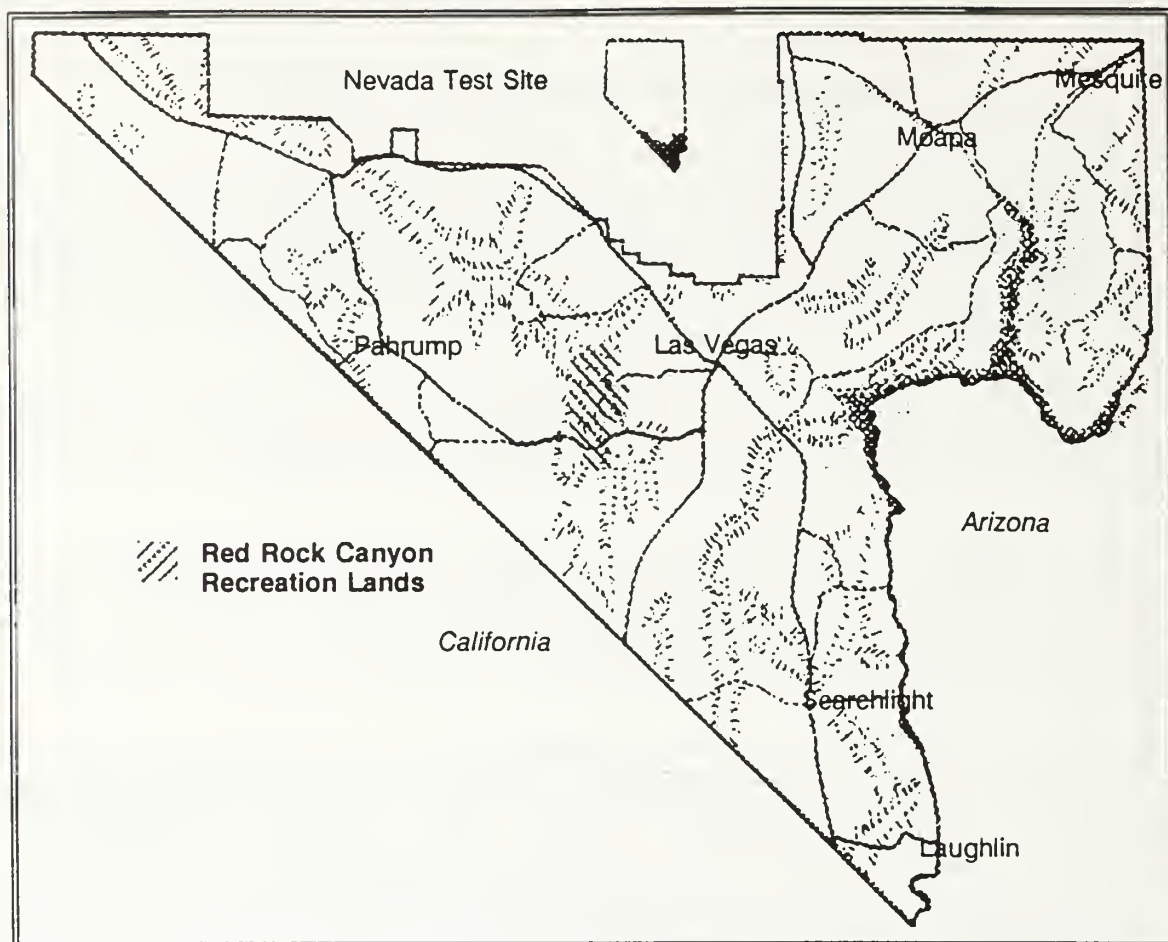 Nevada Test Site
Mesquite
Moapa
Pahrump
Las Vegas
Arizona
Red Rock Canyon
Recreation Lands
California
Searchlight
Laughlin